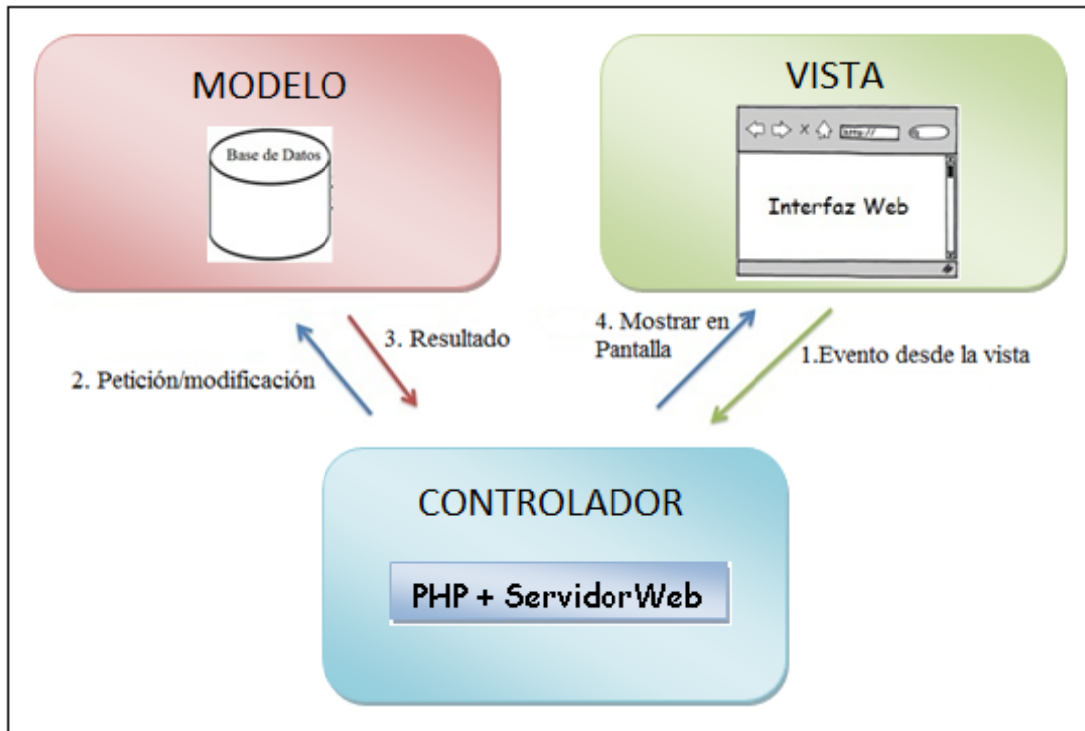 MODELO
Base de Datos
VISTA
http://
Interfaz Web
2. Petición/modificación
3. Resultado
4. Mostrar en
Pantalla
1.Evento desde la vista
CONTROLADOR
PHP + ServidorWeb